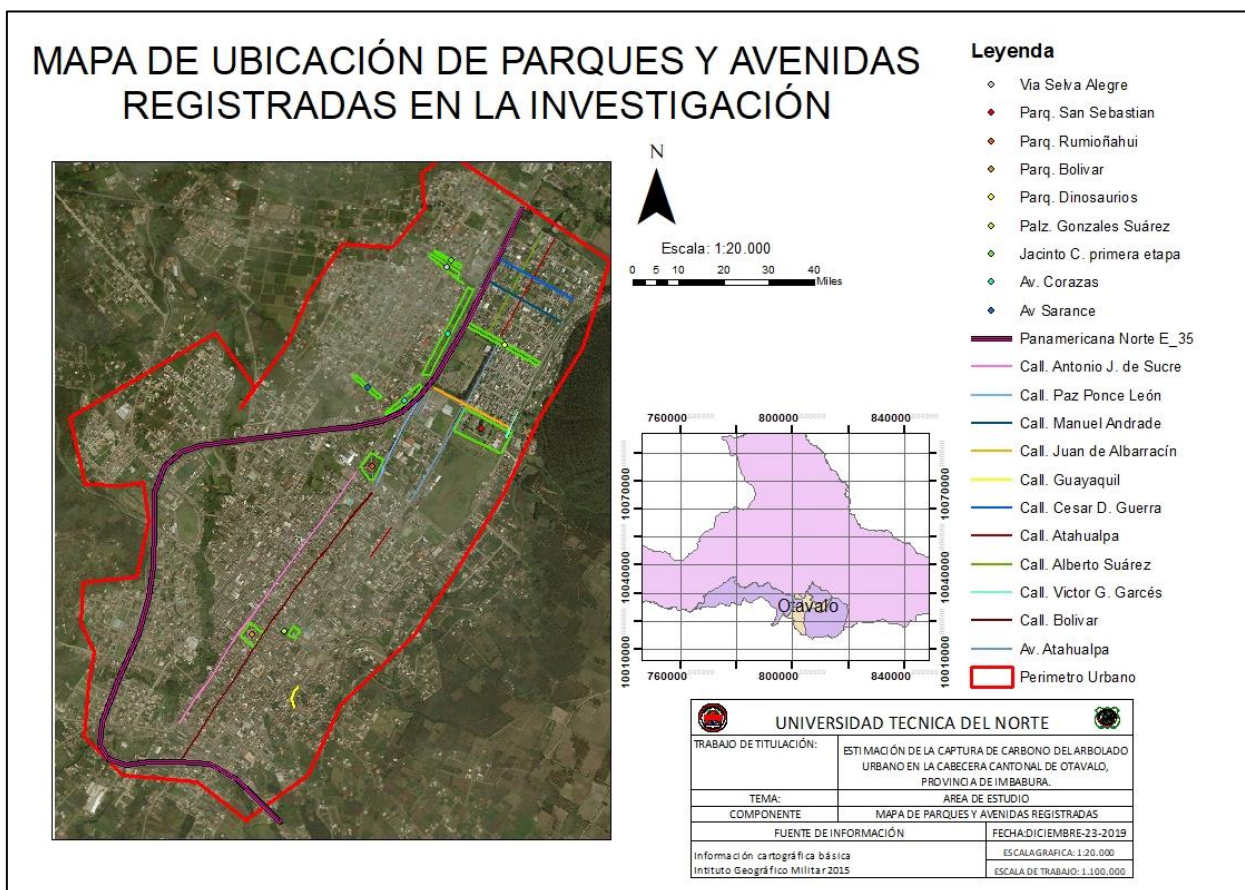 MAPA DE UBICACIÓN DE PARQUES Y AVENIDAS
REGISTRADAS EN LA INVESTIGACIÓN
N
Escala: 1:20.000
0 5 10 20 30 40
Miles
Leyenda
Via Selva Alegre
Parq. San Sebastian
Parq. Rumioñahui
Parq. Bolivar
Parq. Dinosaurios
Palz. Gonzales Suárez
Jacinto C. primera etapa
Av. Corazas
Av Sarance
Panamericana Norte E_35
Call. Antonio J. de Sucre
Call. Paz Ponce León
Call. Manuel Andrade
Call. Juan de Albarracín
Call. Guayaquil
Call. Cesar D. Guerra
Call. Atahualpa
Call. Alberto Suárez
Call. Victor G. Garcés
Call. Bolivar
Av. Atahualpa
Perimetro Urbano
760000 800000 840000
10070000 10070000
10040000 10040000
10010000 10010000
Otavalo
760000 800000 840000
UNIVERSIDAD TECNICA DEL NORTE
TRABAJO DE TITULACIÓN:
ESTIMACIÓN DE LA CAPTURA DE CARBONO DEL ARBOLADO
URBANO EN LA CABECERA CANTONAL DE OTAVALO,
PROVINCIA DE IMBABURA.
TEMA: AREA DE ESTUDIO
COMPONENTE MAPA DE PARQUES Y AVENIDAS REGISTRADAS
FUENTE DE INFORMACIÓN FECHA:DICIEMBRE-23-2019
Información cartográfica básica
Intituto Geográfico Militar 2015
ESCALA GRAFICA: 1:20.000
ESCALA DE TRABAJO: 1.100.000